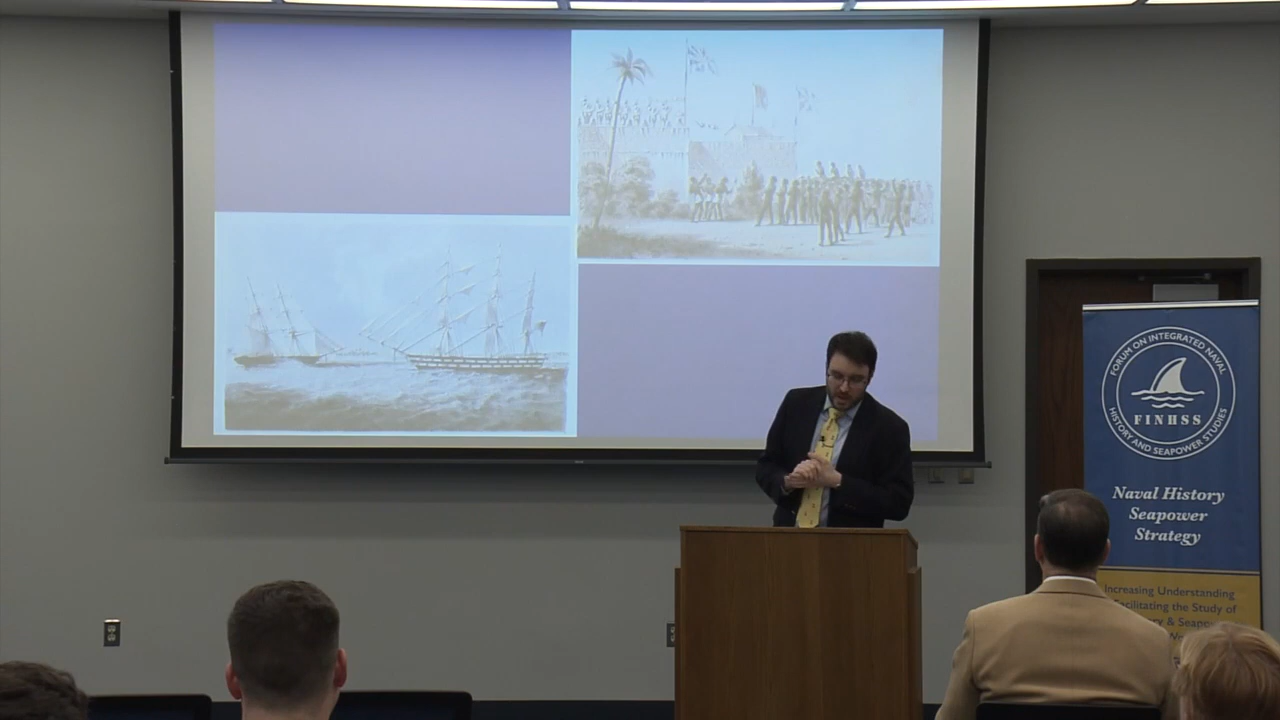 FORUM ON INTEGRATED NAVAL
FINHSS
HISTORY AND SEAPOWER STUDIES
Naval History
Seapower
Strategy
Increasing Understanding
Facilitating the Study of